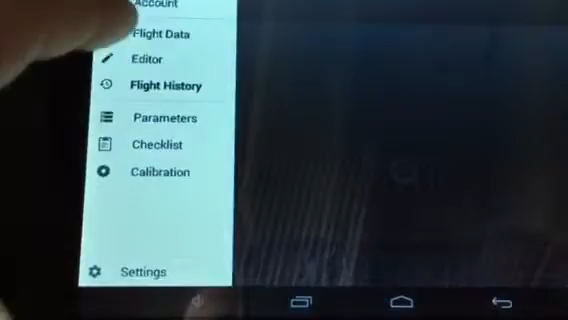 Account
Flight Data
Editor
Flight History
Parameters
Checklist
Calibration
Settings